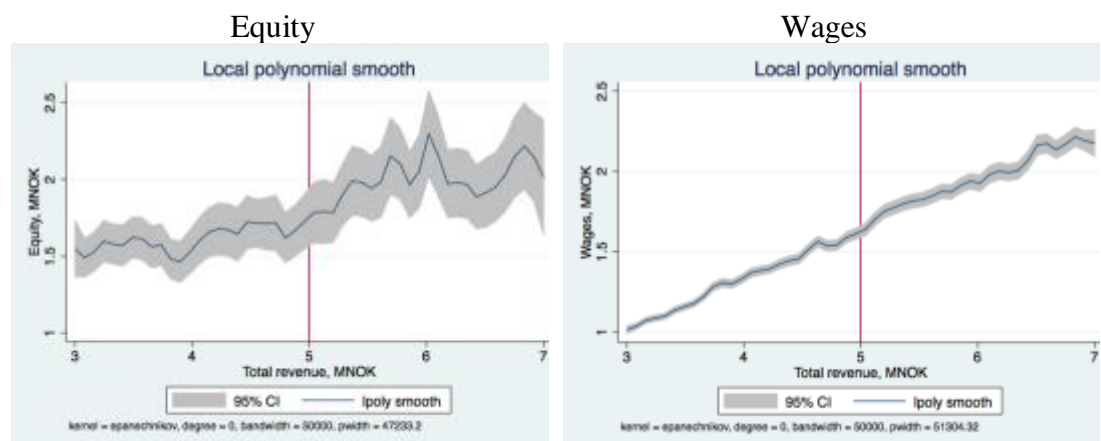 Equity
Local polynomial smooth
Equity, MNOK
2.5
2
1.5
1
3 4 5 6 7
Total revenue, MNOK
95% CI lpoly smooth
kernel = epanechnikov, degree = 0, bandwidth = 50000, pwidth = 47233.2
Wages
Local polynomial smooth
Wages, MNOK
2.5
2
1.5
1
3 4 5 6 7
Total revenue, MNOK
95% CI lpoly smooth
kernel = epanechnikov, degree = 0, bandwidth = 50000, pwidth = 51304.32